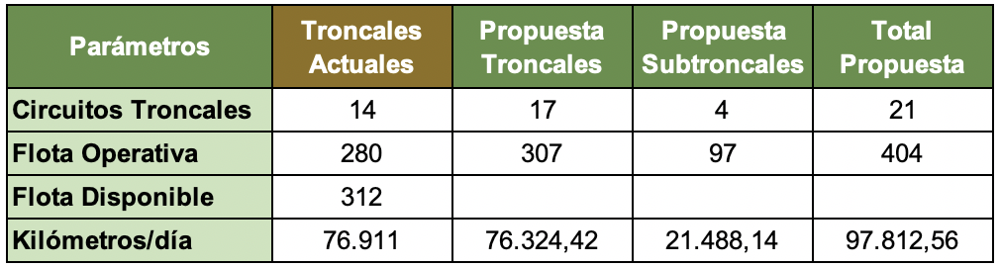 Parámetros Troncales Actuales Propuesta Troncales Propuesta Subtroncales Total Propuesta
Circuitos Troncales 14 17 4 21
Flota Operativa 280 307 97 404
Flota Disponible 312
Kilómetros/día 76.911 76.324,42 21.488,14 97.812,56